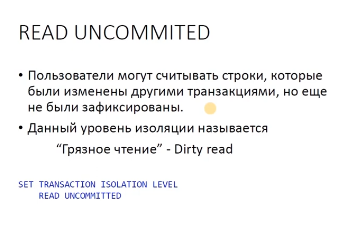 READ UNCOMMITED
• Пользователи могут считывать строки, которые
были изменены другими транзакциями, но еще
не были зафиксированы.
• Данный уровень изоляции называется
“Грязное чтение” - Dirty read
SET TRANSACTION ISOLATION LEVEL
READ UNCOMMITTED